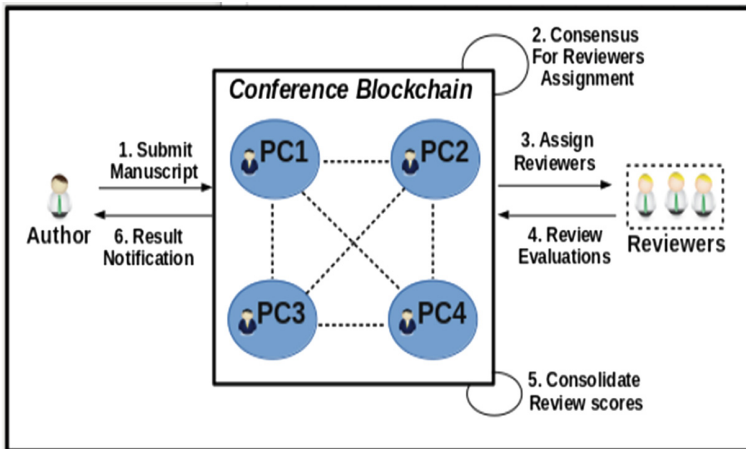 2. Consensus
For Reviewers
Assignment
Conference Blockchain
PC1
PC2
1. Submit
Manuscript
3. Assign
Reviewers
Author
6. Result
Notification
4. Review
Evaluations
Reviewers
PC3
PC4
5. Consolidate
Review scores